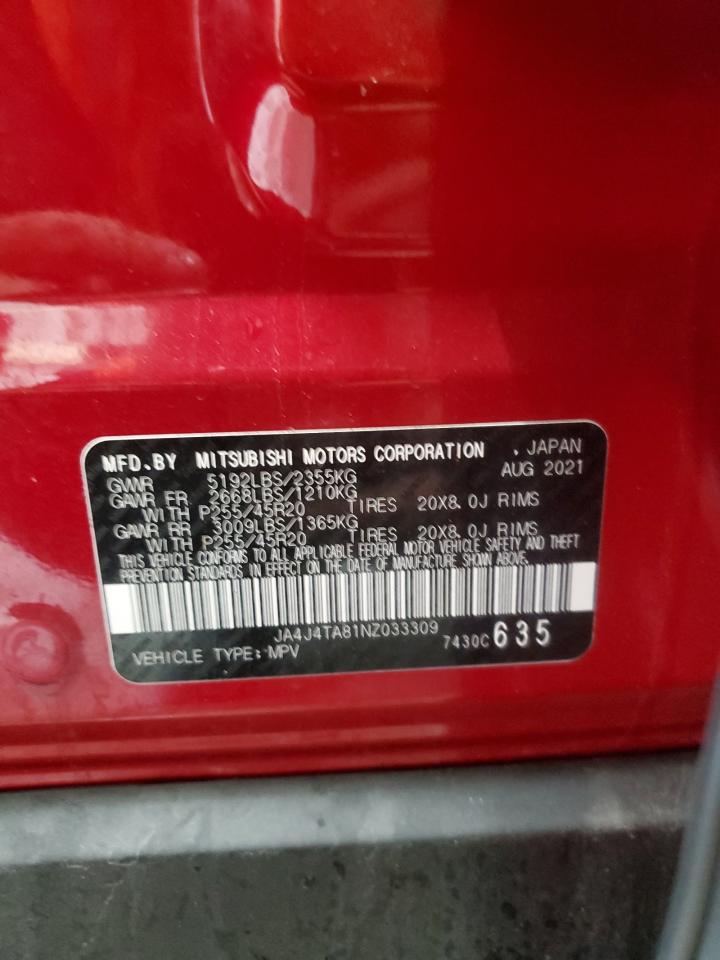 MFD.BY MITSUBISHI MOTORS CORPORATION , JAPAN
GVWR 5192LBS/2355KG AUG 2021
GAWR FR 2668LBS/1210KG
WITH P255/45R20 TIRES 20X8.0J RIMS
GAWR RR 3009LBS/1365KG
WITH P255/45R20 TIRES 20X8.0J RIMS
THIS VEHICLE CONFORMS TO ALL APPLICABLE FEDERAL MOTOR VEHICLE SAFETY AND THEFT
PREVENTION STANDARDS IN EFFECT ON THE DATE OF MANUFACTURE SHOWN ABOVE.
JA4J4TA81NZ033309
VEHICLE TYPE: MPV 7430C 635